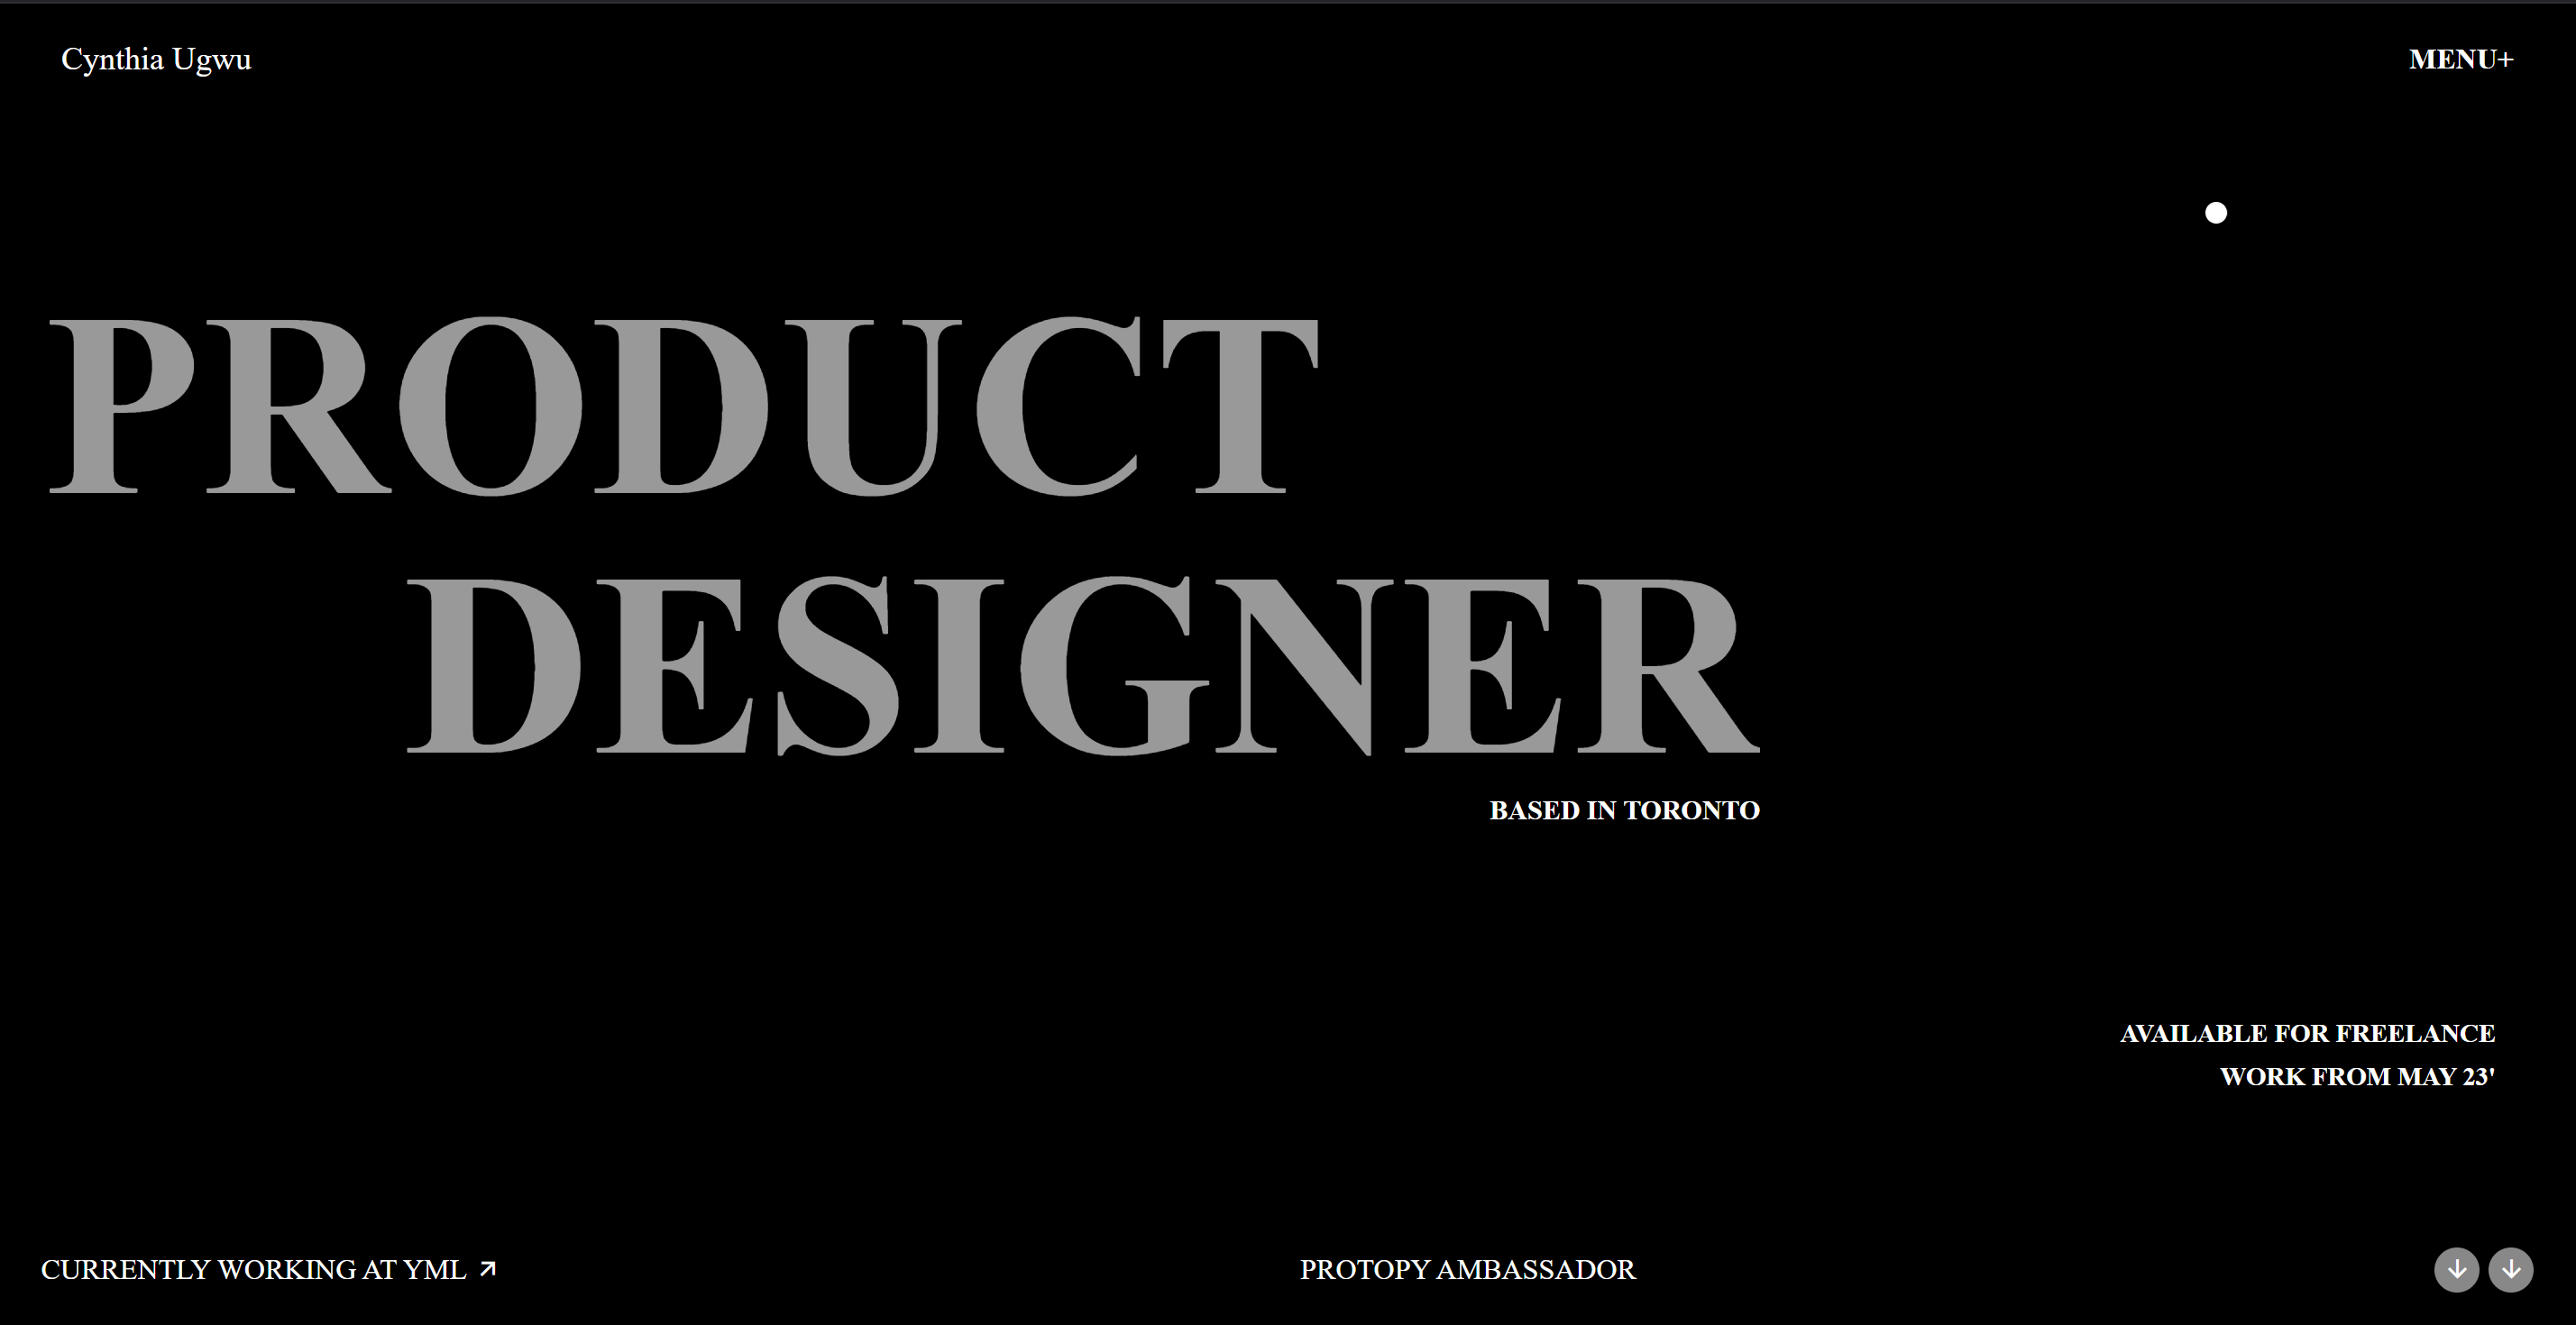 Cynthia Ugwu
MENU+
PRODUCT
DESIGNER
BASED IN TORONTO
AVAILABLE FOR FREELANCE
WORK FROM MAY 23'
CURRENTLY WORKING AT YML
PROTOPY AMBASSADOR